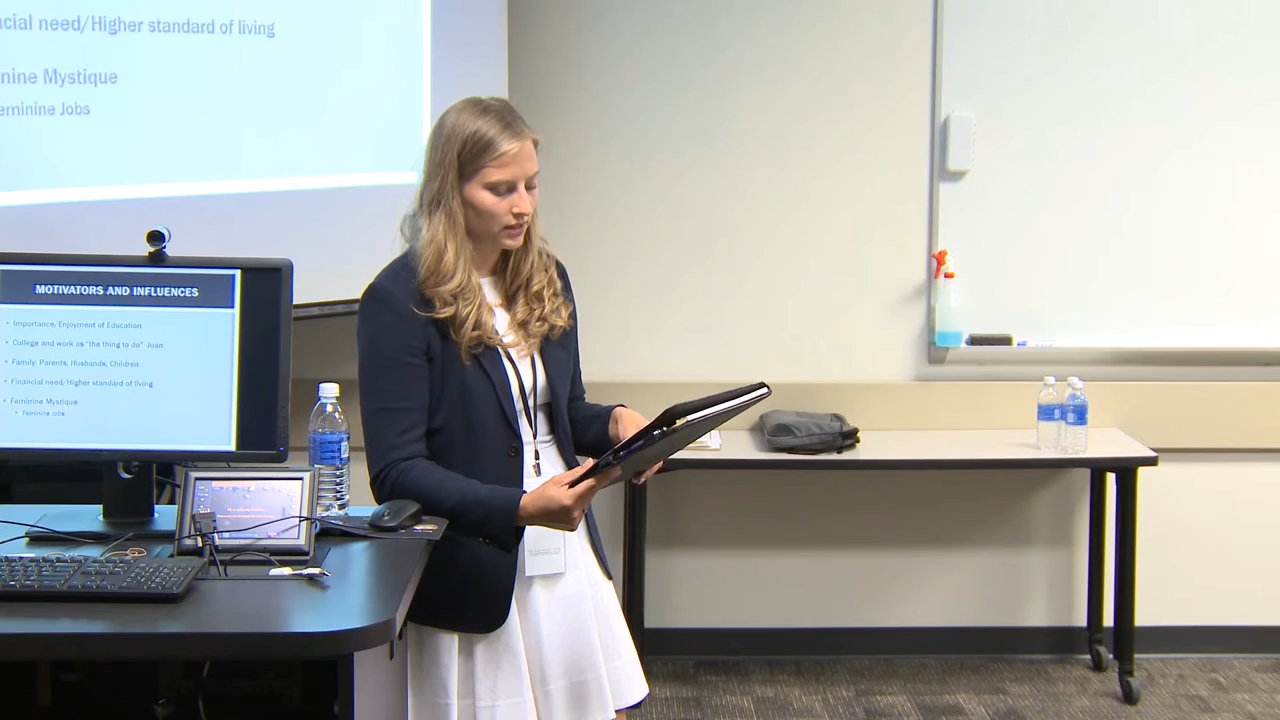 cial need/Higher standard of living
nine Mystique
eminine Jobs
MOTIVATORS AND INFLUENCES
Importance/Enjoyment of Education
College and work as "the thing to do" -Joan
Family: Parents, Husbands, Children
Financial need/Higher standard of living
Feminine Mystique
Feminine Jobs